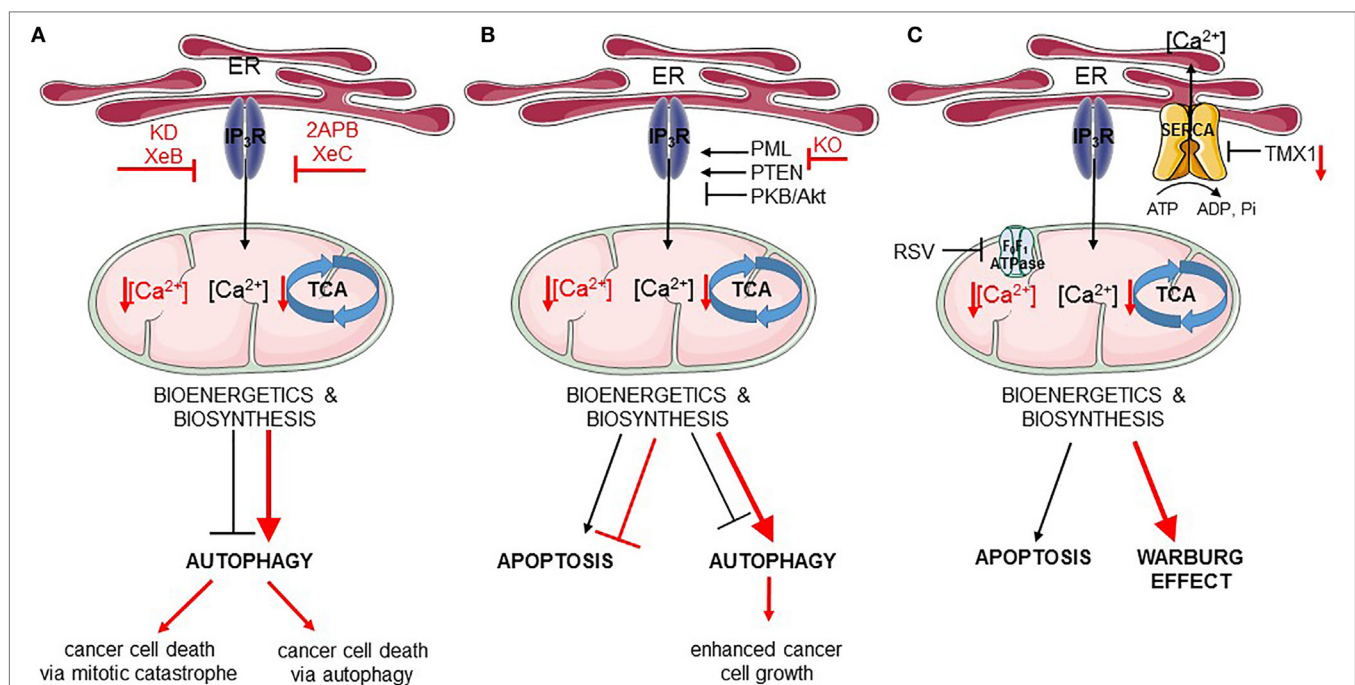 A
ER
KD
XeB
IP3R
2APB
XeC
[Ca2+]
[Ca2+]
TCA
BIOENERGETICS &
BIOSYNTHESIS
AUTOPHAGY
cancer cell death
via mitotic catastrophe
cancer cell death
via autophagy
B
ER
IP3R
PML
PTEN
PKB/Akt
KO
[Ca2+]
[Ca2+]
TCA
BIOENERGETICS &
BIOSYNTHESIS
APOPTOSIS
AUTOPHAGY
enhanced cancer
cell growth
C
[Ca2+]
ER
IP3R
SERCA
TMX1
ATP
ADP, Pi
RSV
F0F1
ATPase
[Ca2+]
[Ca2+]
TCA
BIOENERGETICS &
BIOSYNTHESIS
APOPTOSIS
WARBURG
EFFECT